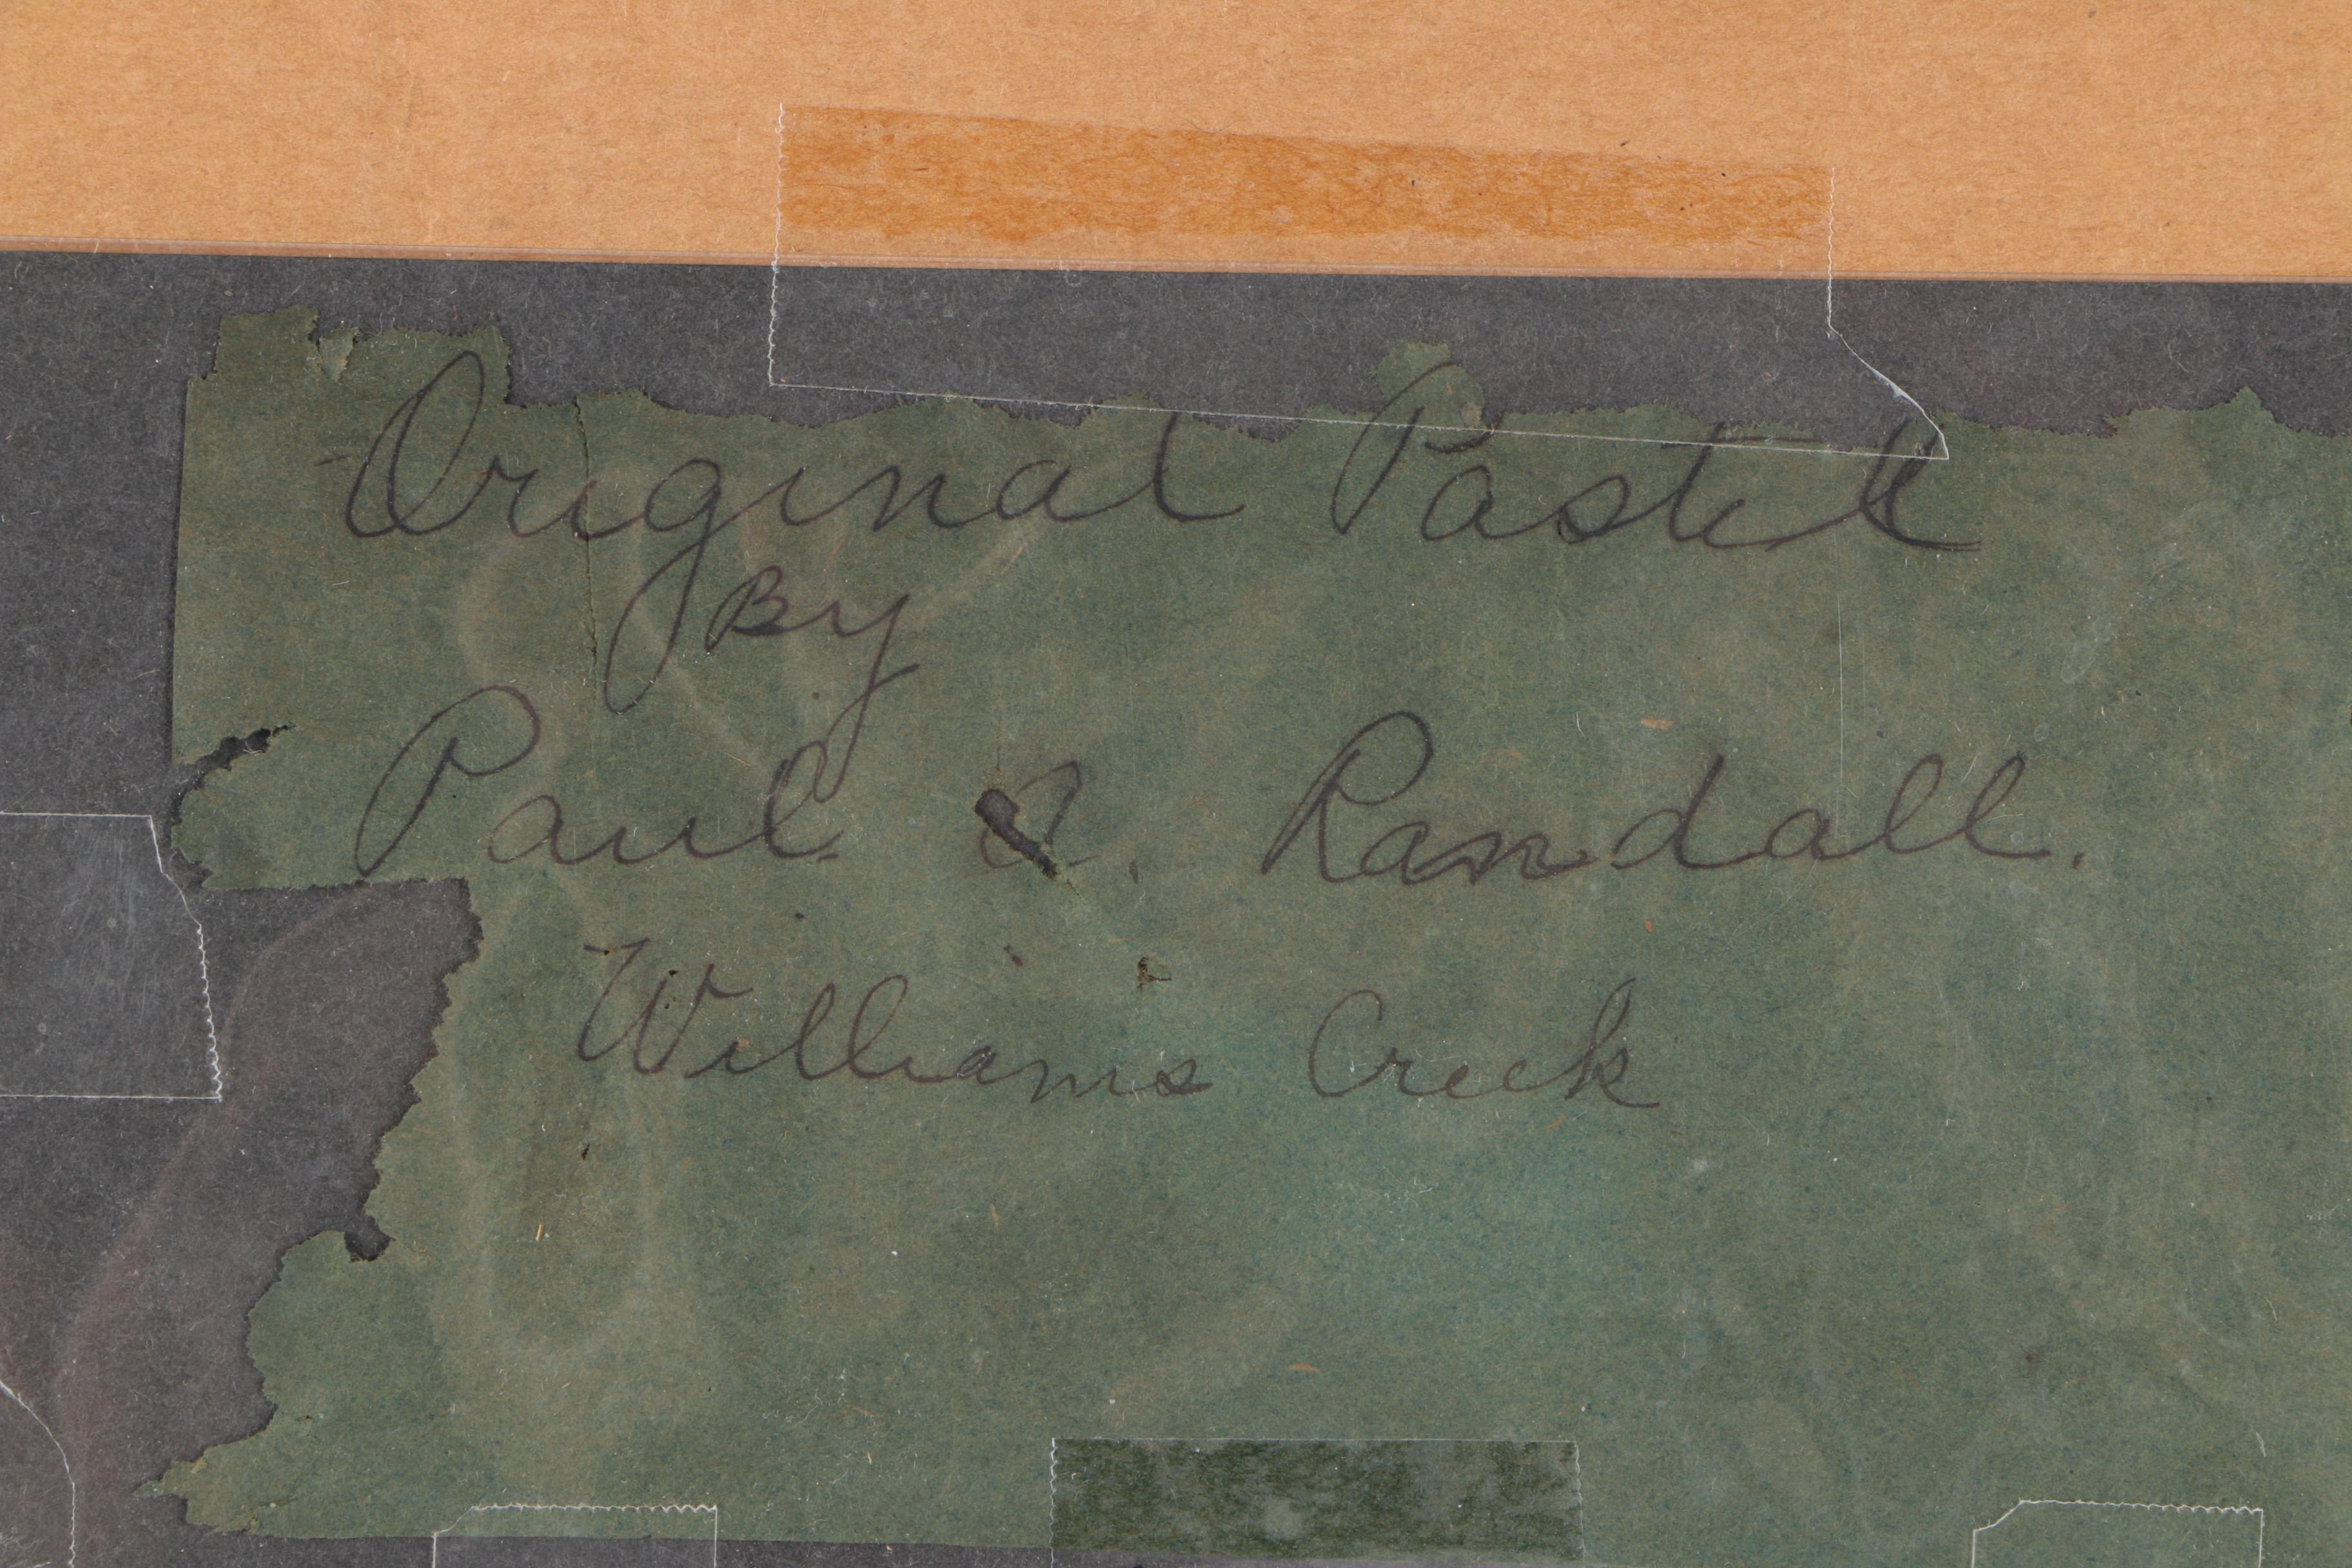 Original Pastel
By
Paul A. Randall.
Williams Creek